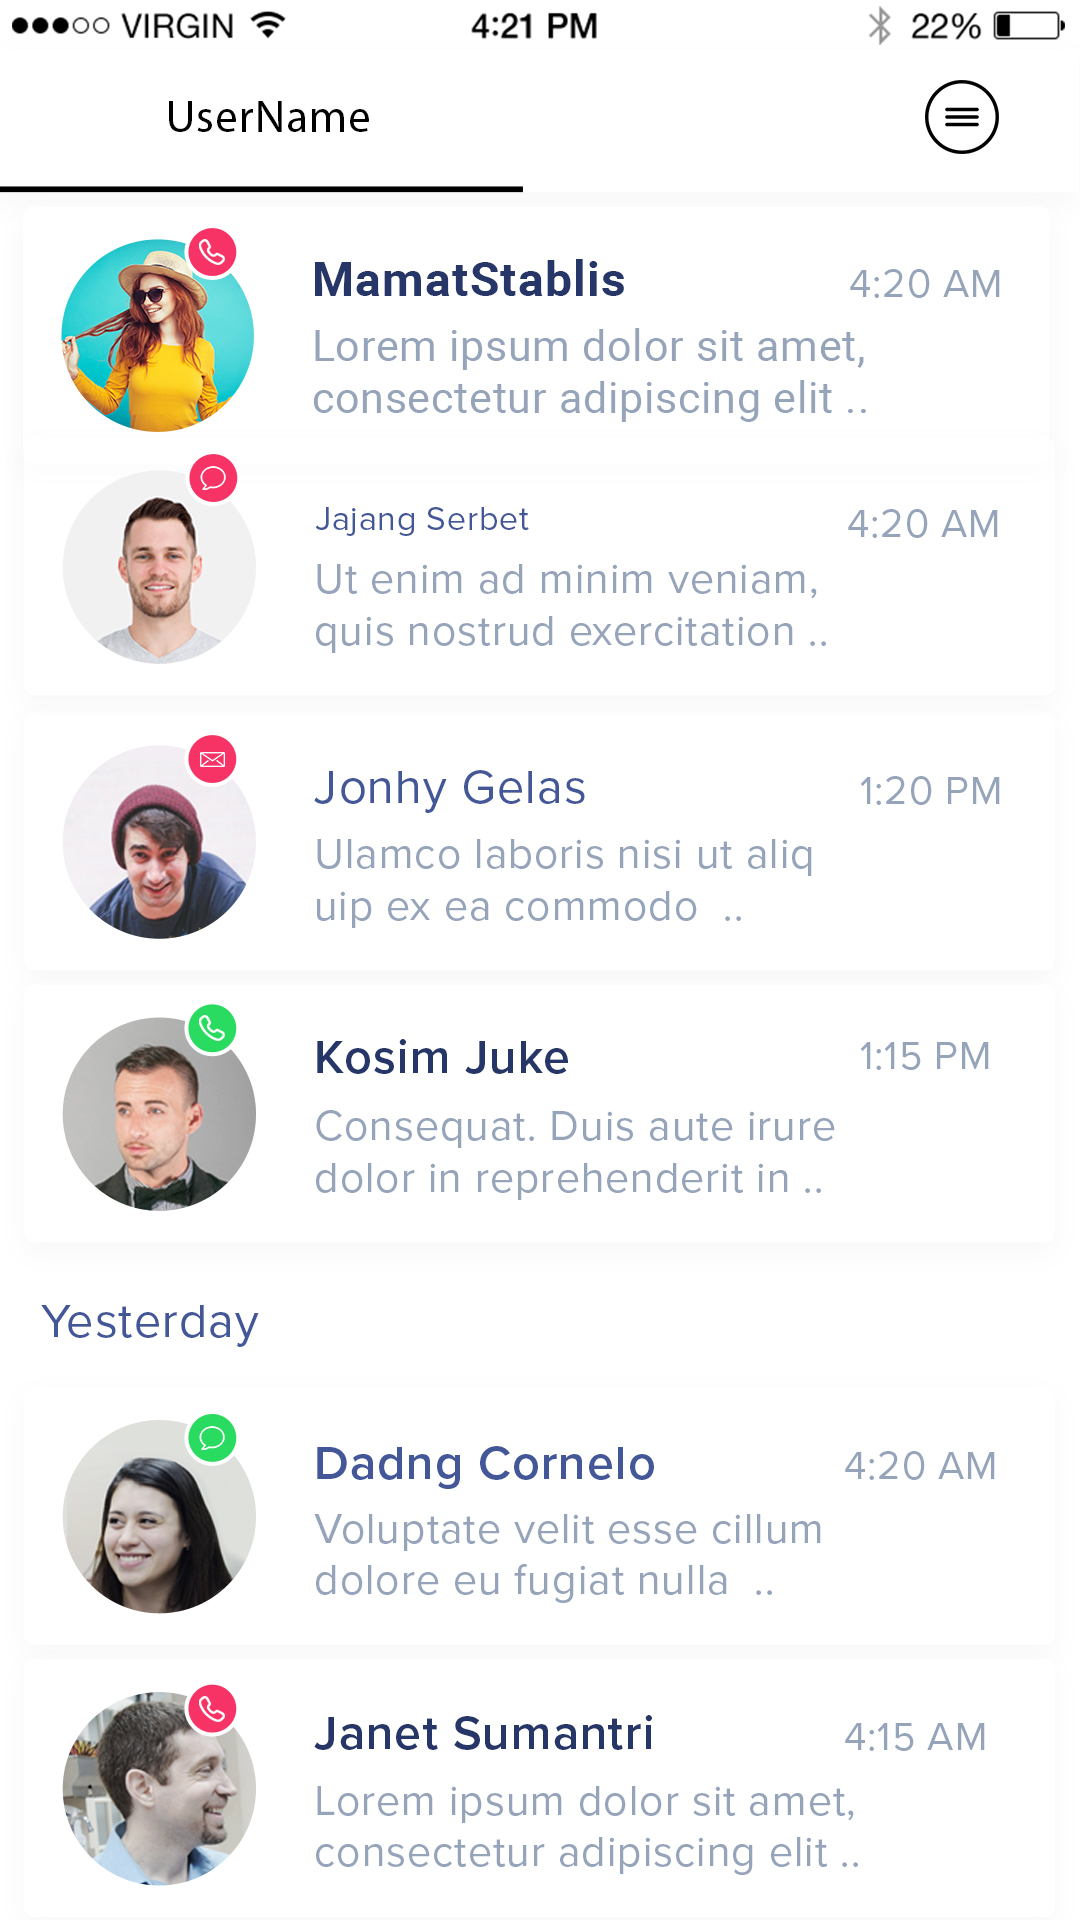 VIRGIN 4:21 PM 22%
UserName
MamatStablis 4:20 AM
Lorem ipsum dolor sit amet,
consectetur adipiscing elit ..
Jajang Serbet 4:20 AM
Ut enim ad minim veniam,
quis nostrud exercitation ..
Jonhy Gelas 1:20 PM
Ulamco laboris nisi ut aliq
uip ex ea commodo ..
Kosim Juke 1:15 PM
Consequat. Duis aute irure
dolor in reprehenderit in ..
Yesterday
Dadng Cornelo 4:20 AM
Voluptate velit esse cillum
dolore eu fugiat nulla ..
Janet Sumantri 4:15 AM
Lorem ipsum dolor sit amet,
consectetur adipiscing elit ..